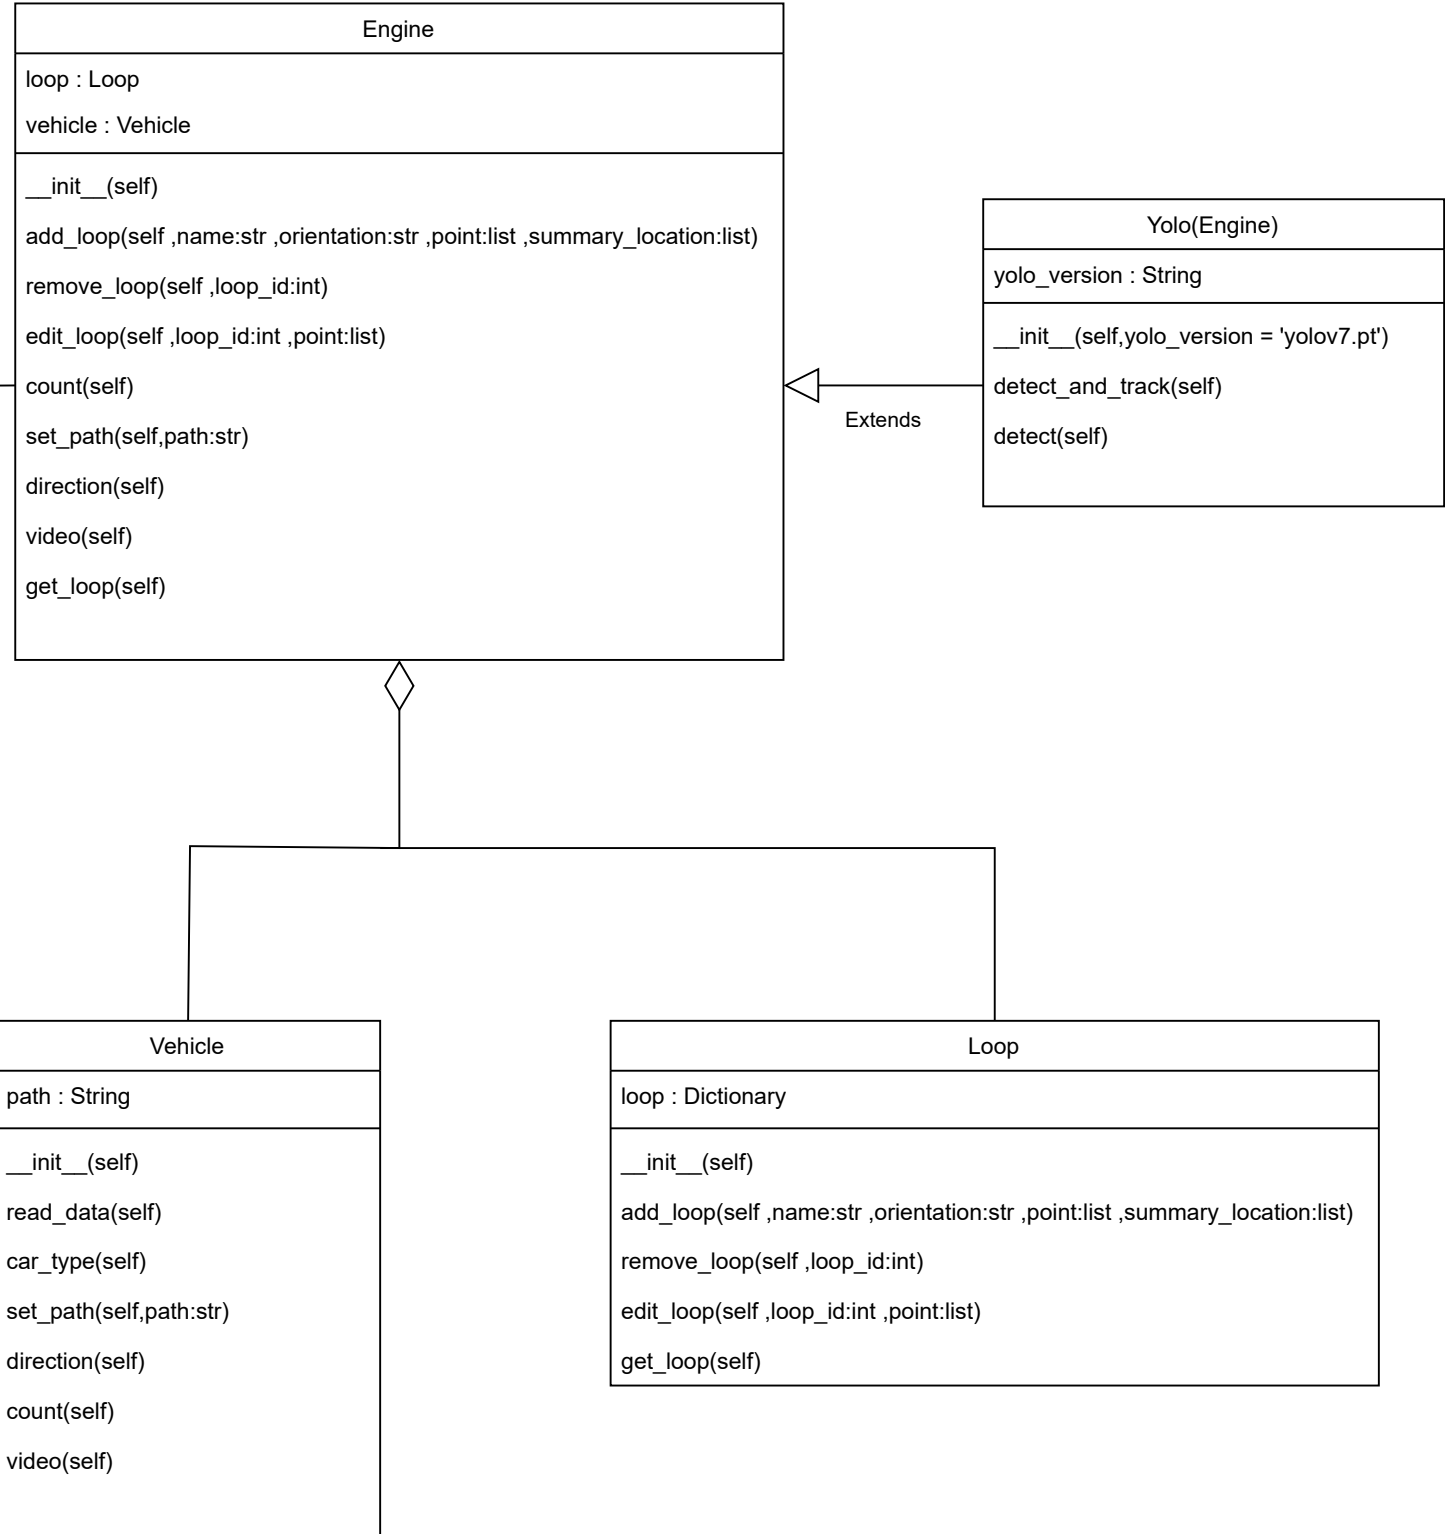 Engine
loop : Loop
vehicle : Vehicle
__init__(self)
add_loop(self ,name:str ,orientation:str ,point:list ,summary_location:list)
remove_loop(self ,loop_id:int)
edit_loop(self ,loop_id:int ,point:list)
count(self)
set_path(self,path:str)
direction(self)
video(self)
get_loop(self)
Yolo(Engine)
yolo_version : String
__init__(self,yolo_version = 'yolov7.pt')
detect_and_track(self)
detect(self)
Extends
Vehicle
path : String
__init__(self)
read_data(self)
car_type(self)
set_path(self,path:str)
direction(self)
count(self)
video(self)
Loop
loop : Dictionary
__init__(self)
add_loop(self ,name:str ,orientation:str ,point:list ,summary_location:list)
remove_loop(self ,loop_id:int)
edit_loop(self ,loop_id:int ,point:list)
get_loop(self)